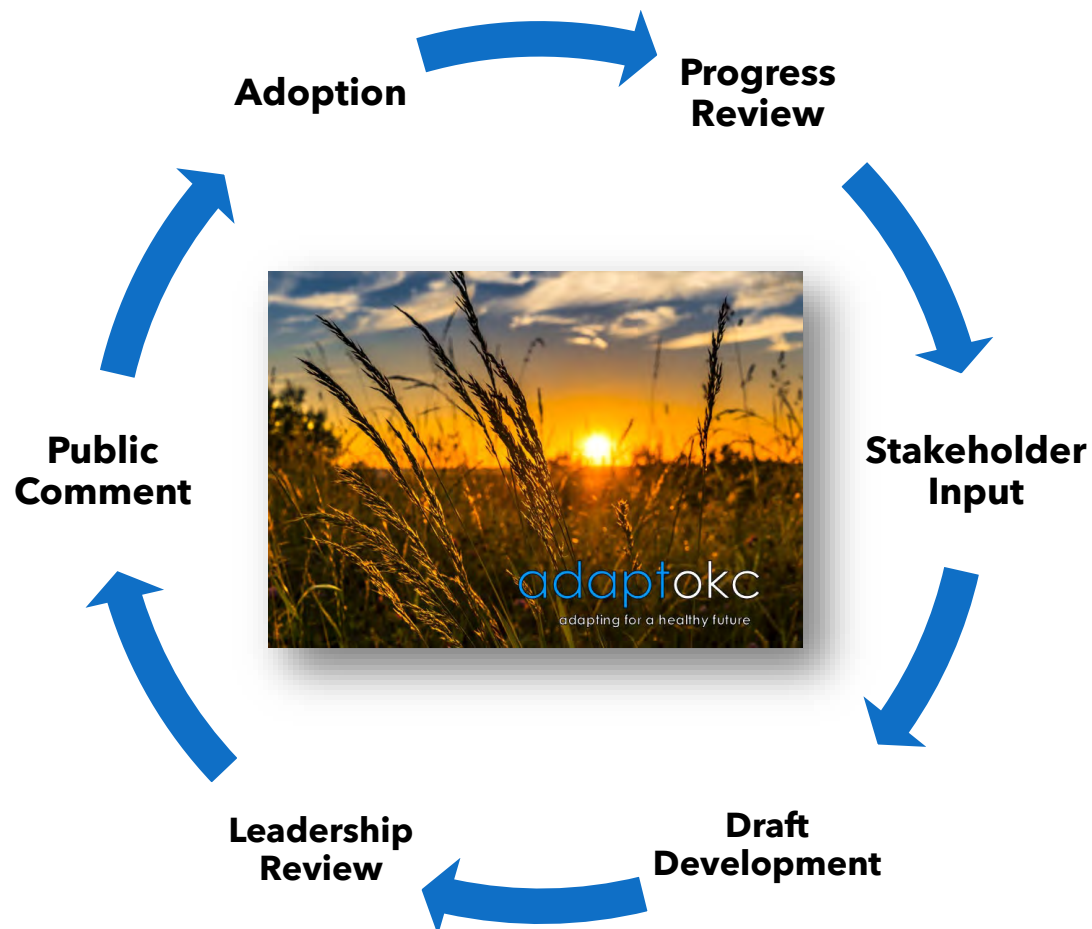 Adoption
Progress
Review
Stakeholder
Input
Draft
Development
Leadership
Review
Public
Comment
adaptokc
adapting for a healthy future